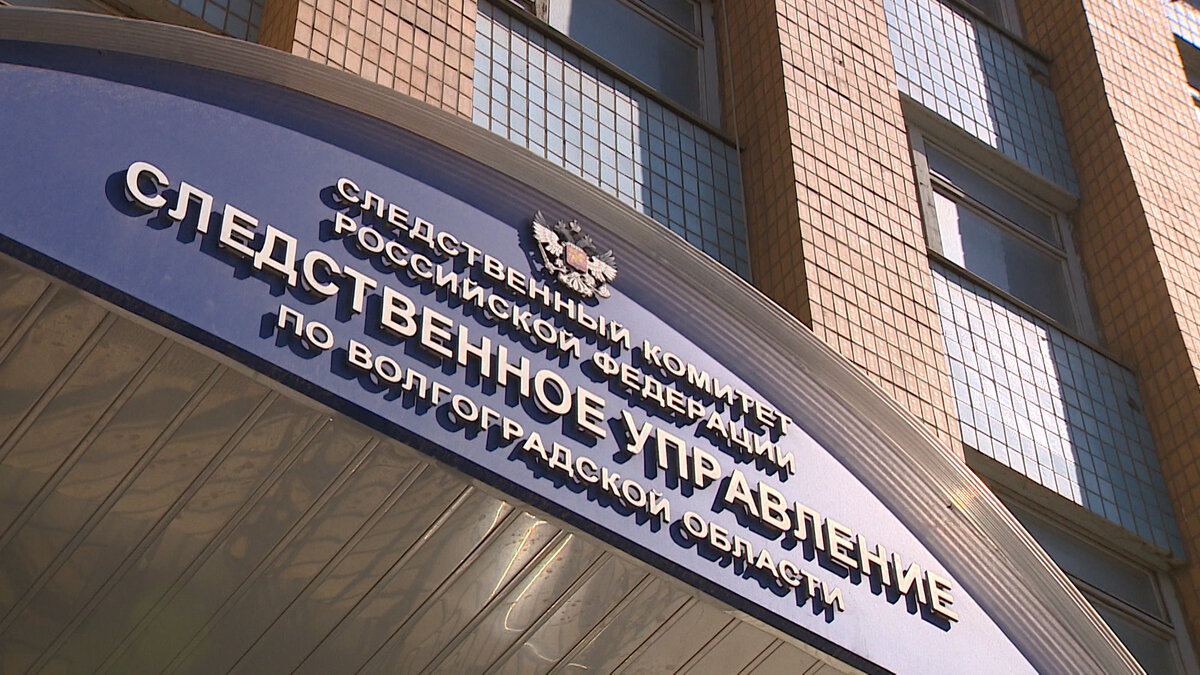 СЛЕДСТВЕННЫЙ КОМИТЕТ
РОССИЙСКОЙ ФЕДЕРАЦИИ
СЛЕДСТВЕННОЕ УПРАВЛЕНИЕ
ПО ВОЛГОГРАДСКОЙ ОБЛАСТИ